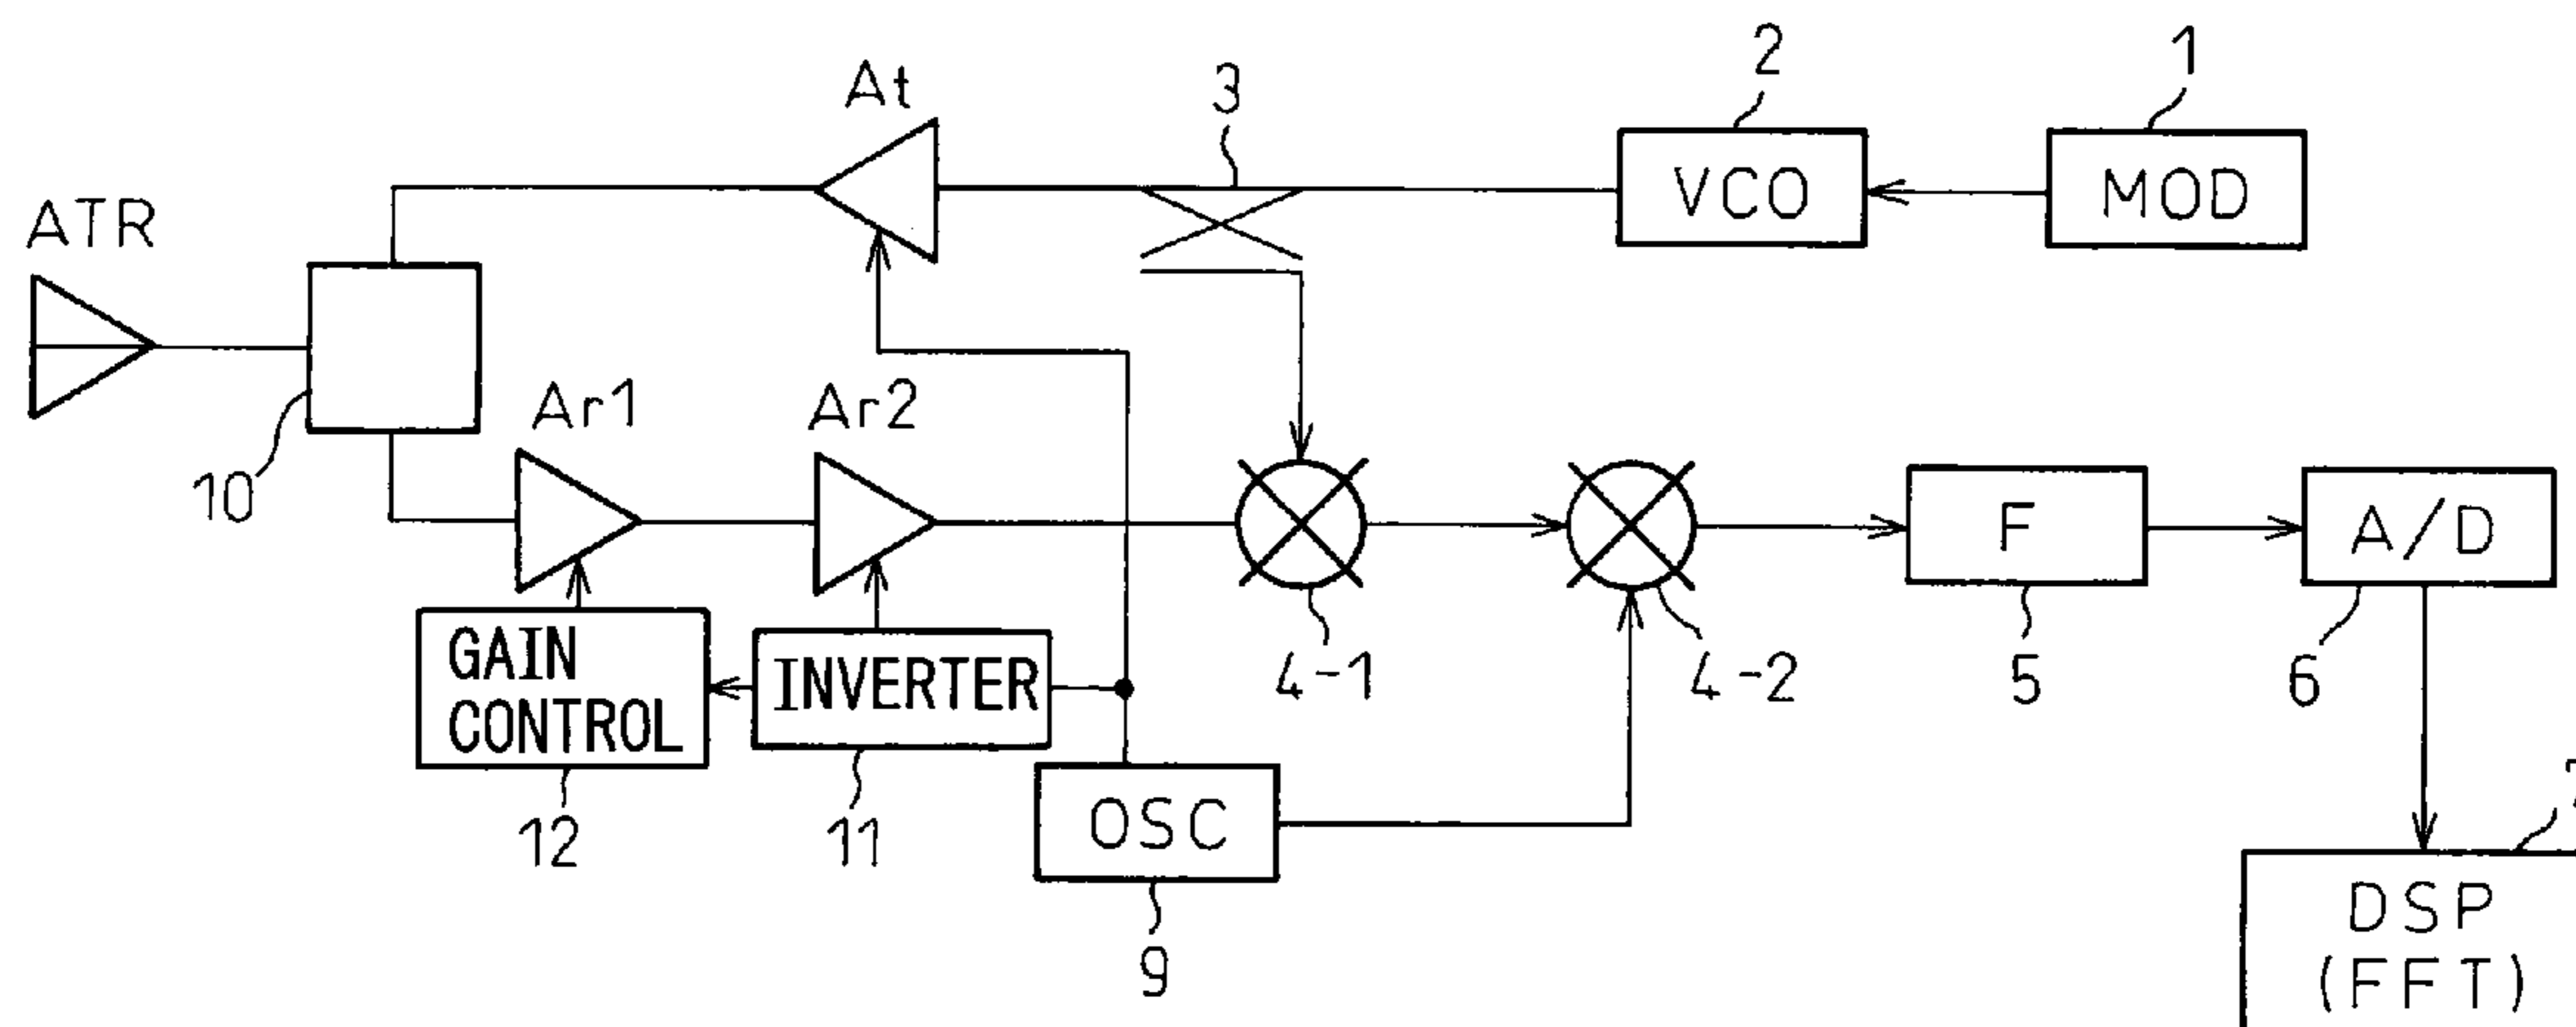 2
1
At
3
VCO
MOD
ATR
Ar1
Ar2
10
F
A/D
GAIN
CONTROL
INVERTER
4-1
4-2
5
6
12
11
OSC
DSP
(FFT)
9